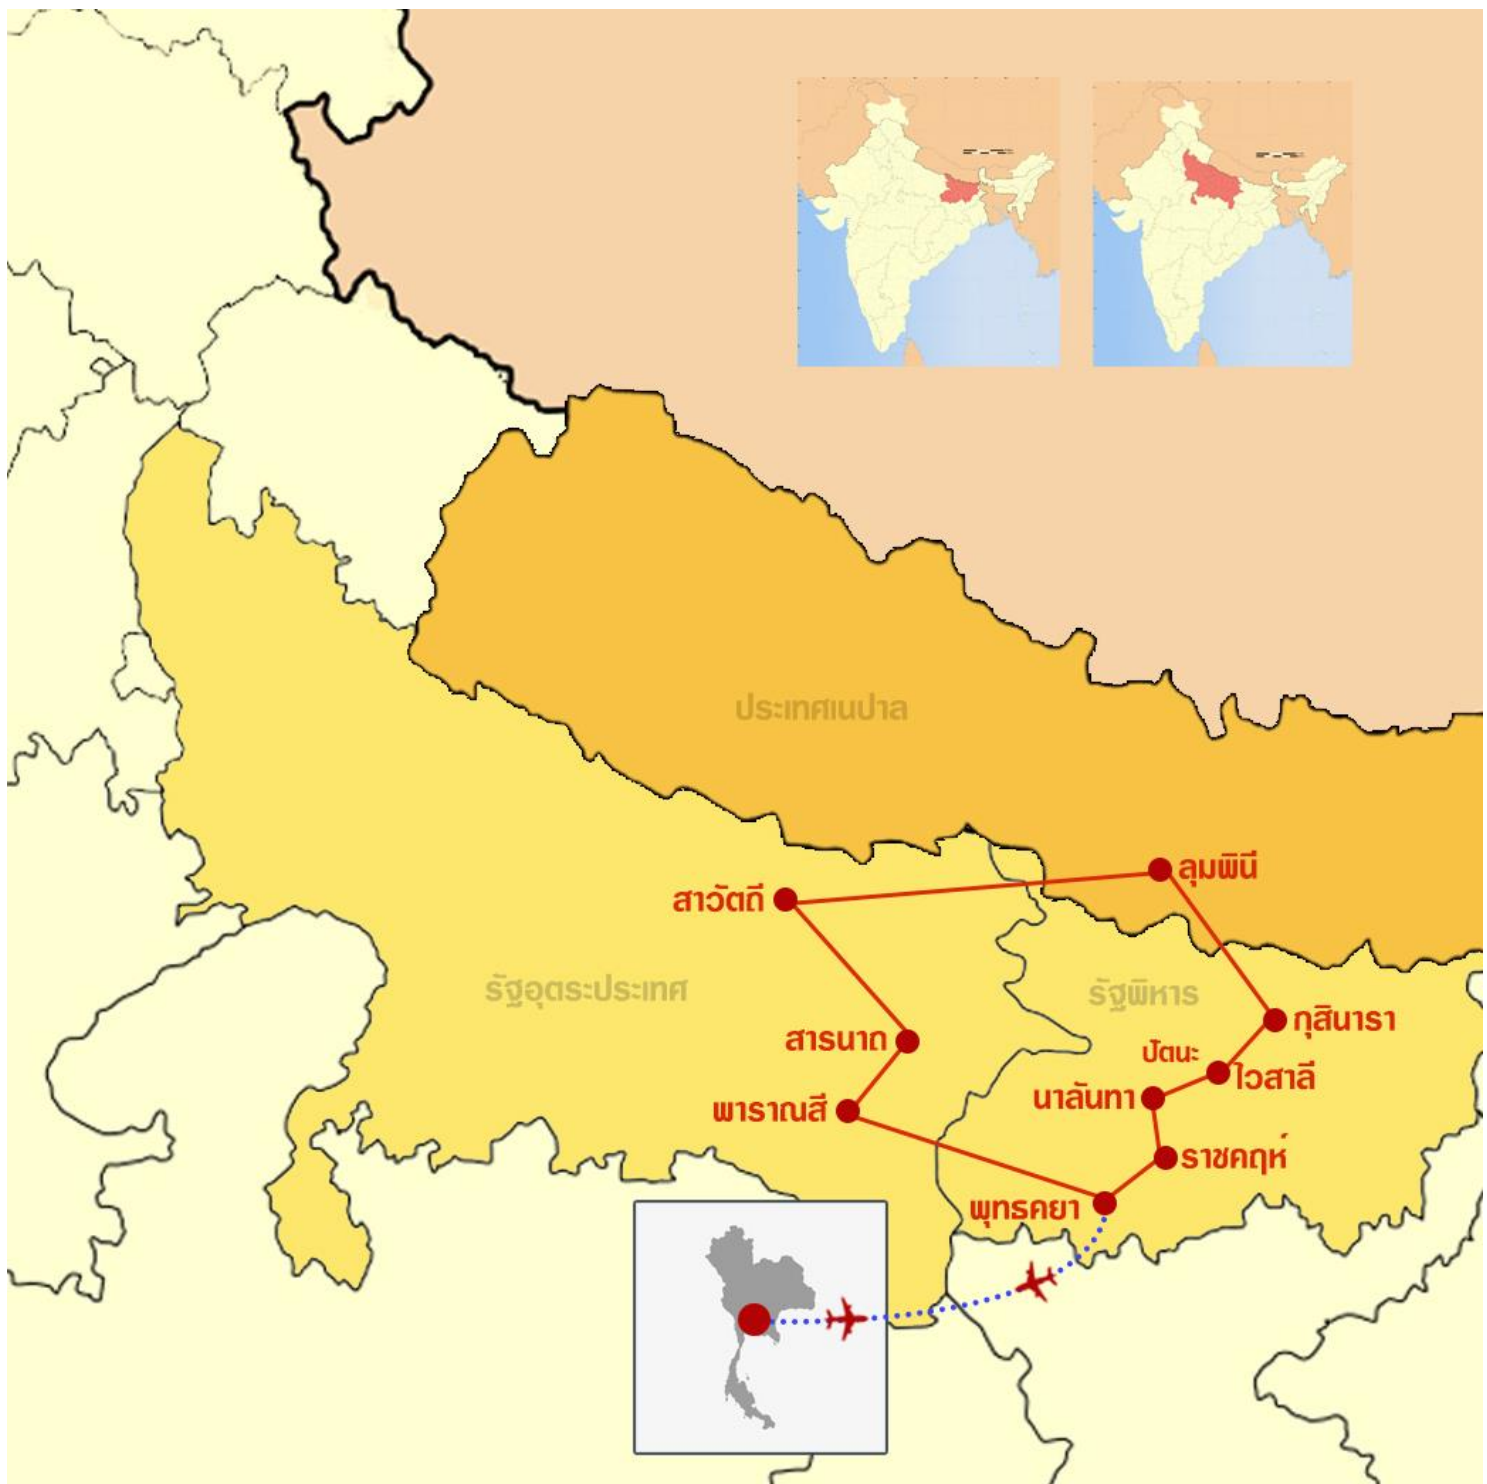 ประเทศเนปาล
ลุมพินี
สาวัตถี
รัฐอุตระประเทศ
รัฐพิหาร
กุสินารา
สารนาถ
ปัตนะ
ไวสาลี
นาลันทา
พาราณสี
ราชคฤห์
พุทธคยา